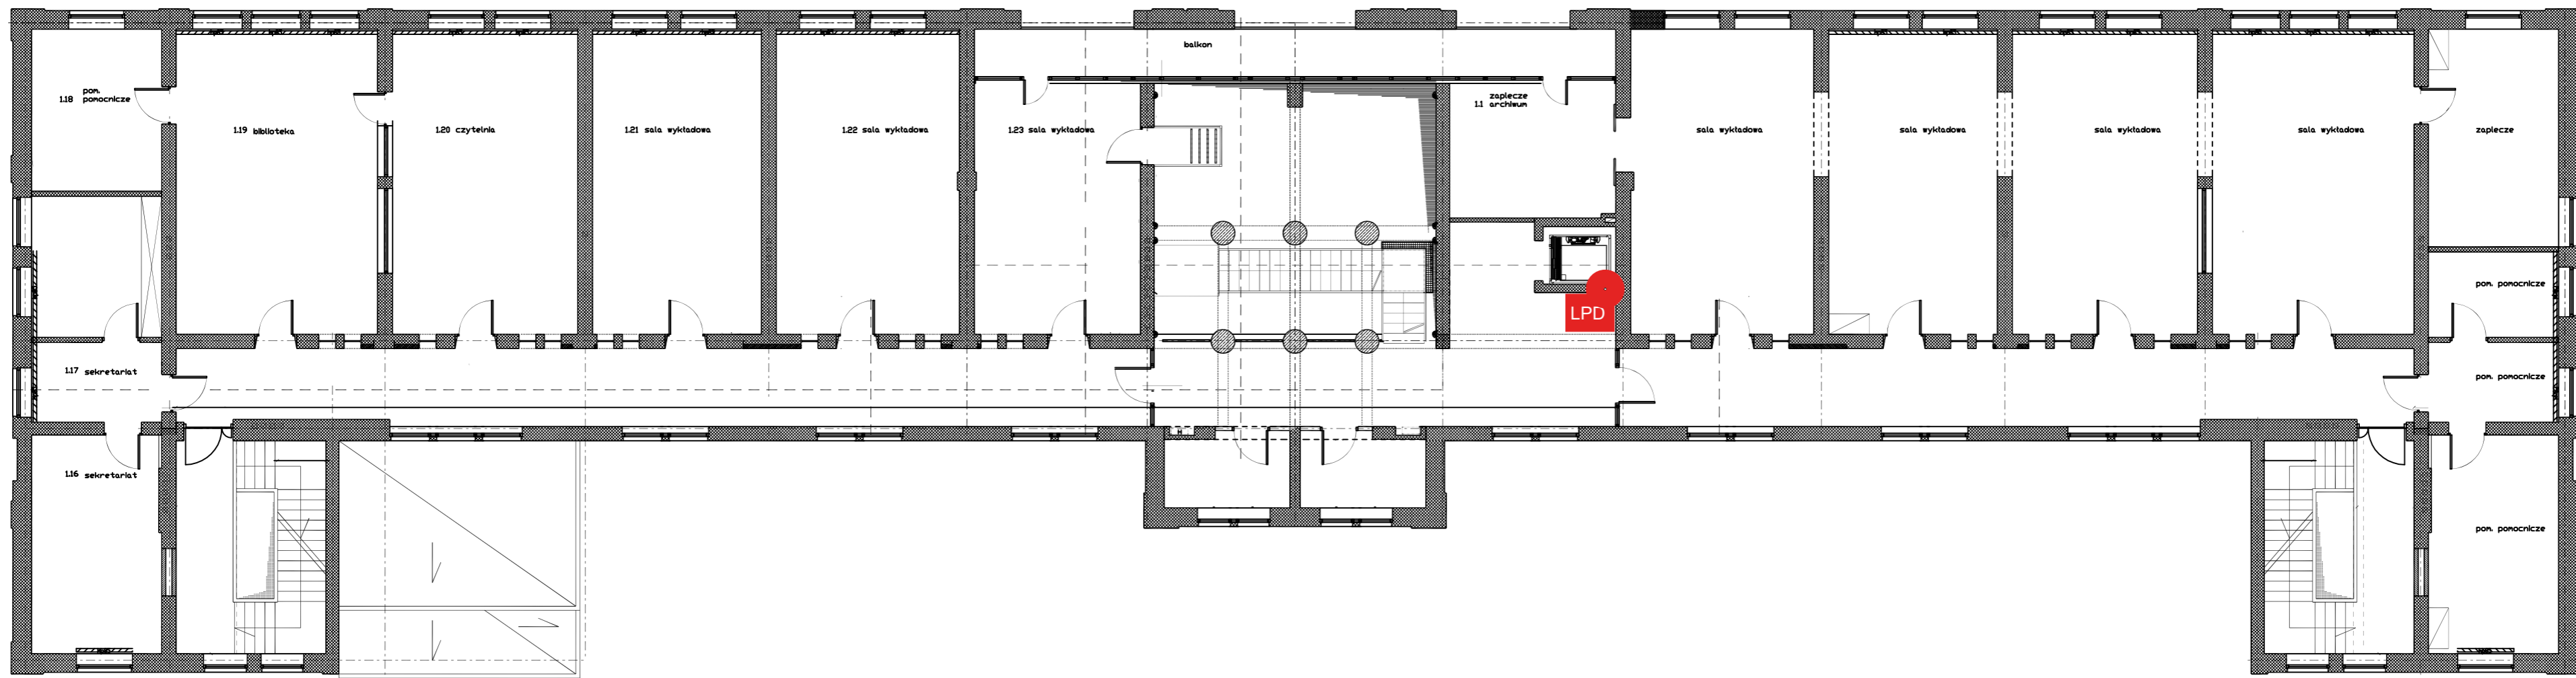 balkon
1.18 pom.
pomocnicze
zaplecze
1.1 archiwum
1.19 biblioteka
1.20 czytelnia
1.21 sala wykładowa
1.22 sala wykładowa
1.23 sala wykładowa
sala wykładowa
sala wykładowa
sala wykładowa
sala wykładowa
zaplecze
pom. pomocnicze
LPD
1.17 sekretariat
pom. pomocnicze
H
1.16 sekretariat
pom. pomocnicze